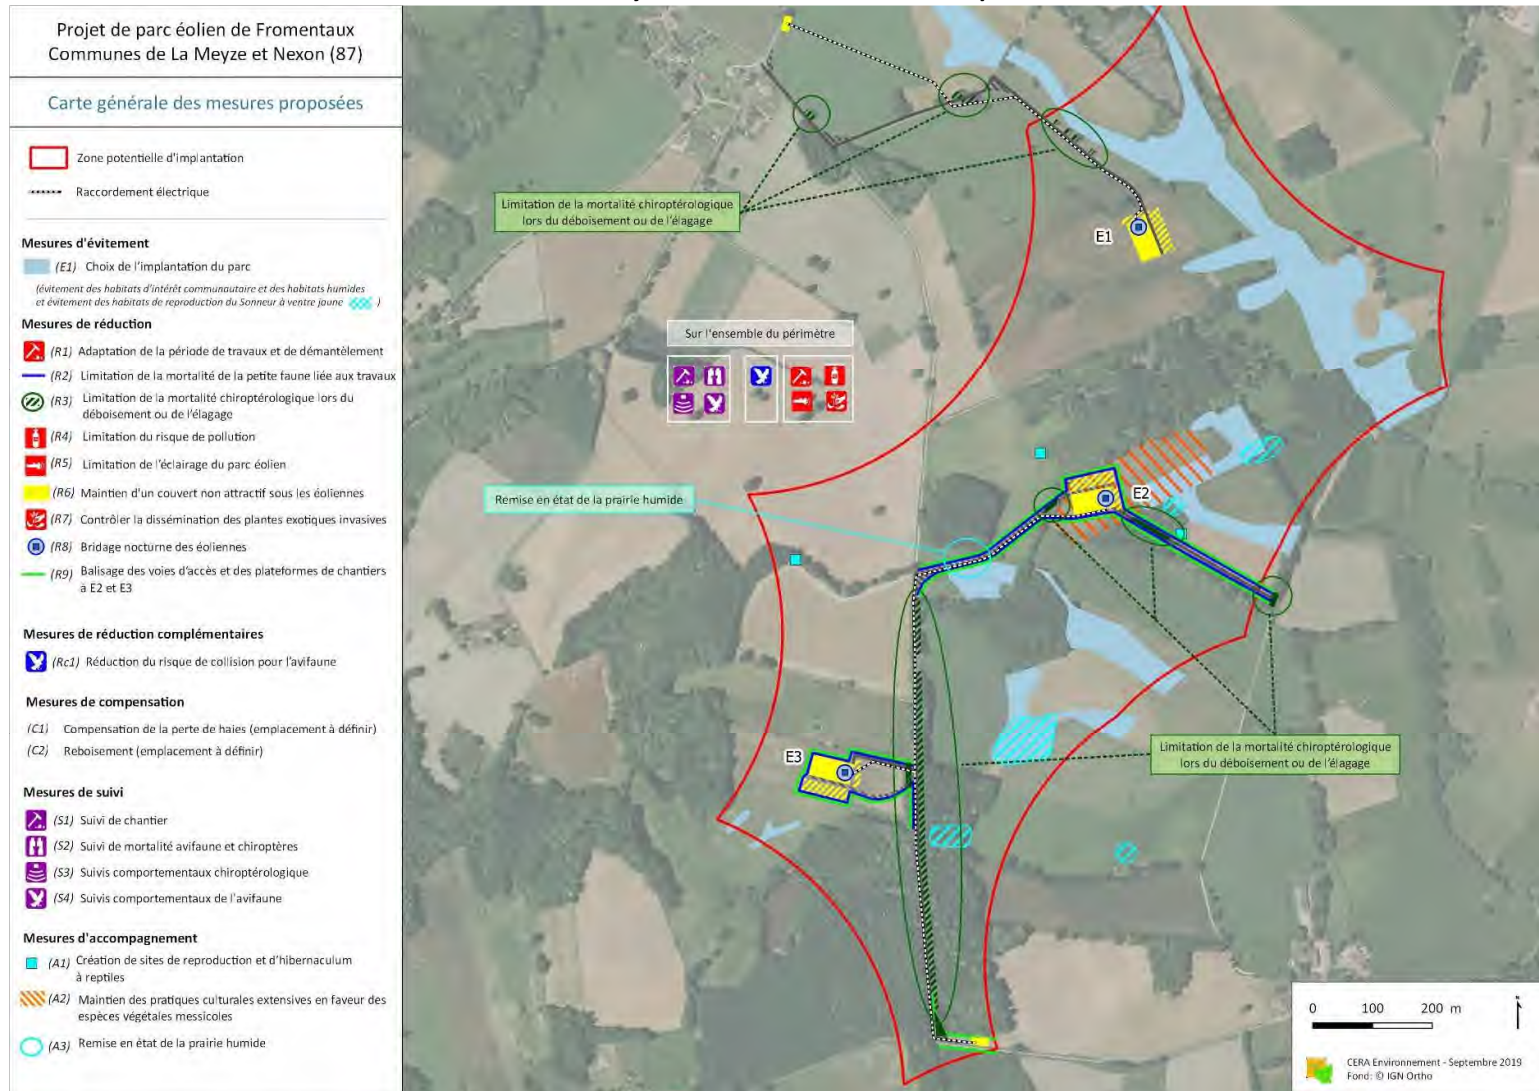 Projet de parc éolien de Fromentaux
Communes de La Meyze et Nexon (87)
Carte générale des mesures proposées
Zone potentielle d'implantation
Raccordement électrique
Mesures d'évitement
(E1) Choix de l'implantation du parc
(évitement des habitats d'intérêt communautaire et des habitats humides
et évitement des habitats de reproduction du Sonneur à ventre jaune )
Mesures de réduction
(R1) Adaptation de la période de travaux et de démantèlement
(R2) Limitation de la mortalité de la petite faune liée aux travaux
(R3) Limitation de la mortalité chiroptérologique lors du
déboisement ou de l'élagage
(R4) Limitation du risque de pollution
(R5) Limitation de l'éclairage du parc éolien
(R6) Maintien d'un couvert non attractif sous les éoliennes
(R7) Contrôler la dissémination des plantes exotiques invasives
(R8) Bridage nocturne des éoliennes
(R9) Balisage des voies d'accès et des plateformes de chantiers
à E2 et E3
Mesures de réduction complémentaires
(Rc1) Réduction du risque de collision pour l'avifaune
Mesures de compensation
(C1) Compensation de la perte de haies (emplacement à définir)
(C2) Reboisement (emplacement à définir)
Mesures de suivi
(S1) Suivi de chantier
(S2) Suivi de mortalité avifaune et chiroptères
(S3) Suivis comportementaux chiroptérologique
(S4) Suivis comportementaux de l'avifaune
Mesures d'accompagnement
(A1) Création de sites de reproduction et d'hibernaculum
à reptiles
(A2) Maintien des pratiques culturales extensives en faveur des
espèces végétales messicoles
(A3) Remise en état de la prairie humide
Limitation de la mortalité chiroptérologique
lors du déboisement ou de l'élagage
E1
Sur l'ensemble du périmètre
Remise en état de la prairie humide
E2
E3
Limitation de la mortalité chiroptérologique
lors du déboisement ou de l'élagage
0 100 200 m
CERA Environnement - Septembre 2019
Fond: © IGN Ortho